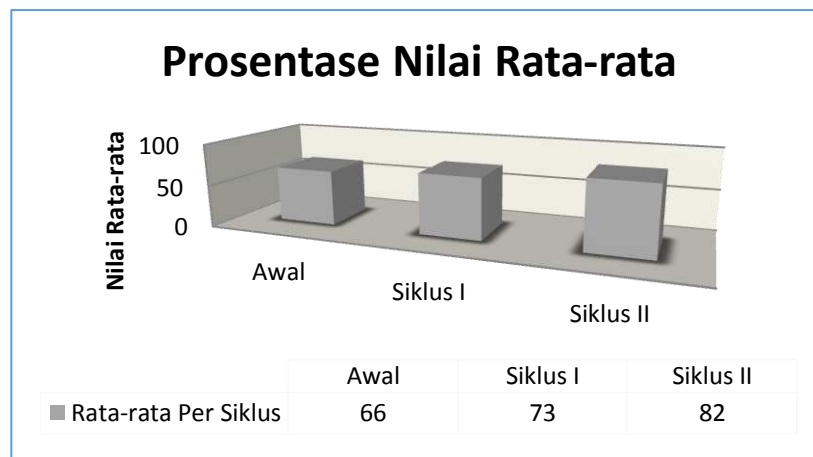 Prosentase Nilai Rata-rata
Nilai Rata-rata
100
50
0
Awal
Siklus I
Siklus II
Awal Siklus I Siklus II
Rata-rata Per Siklus 66 73 82